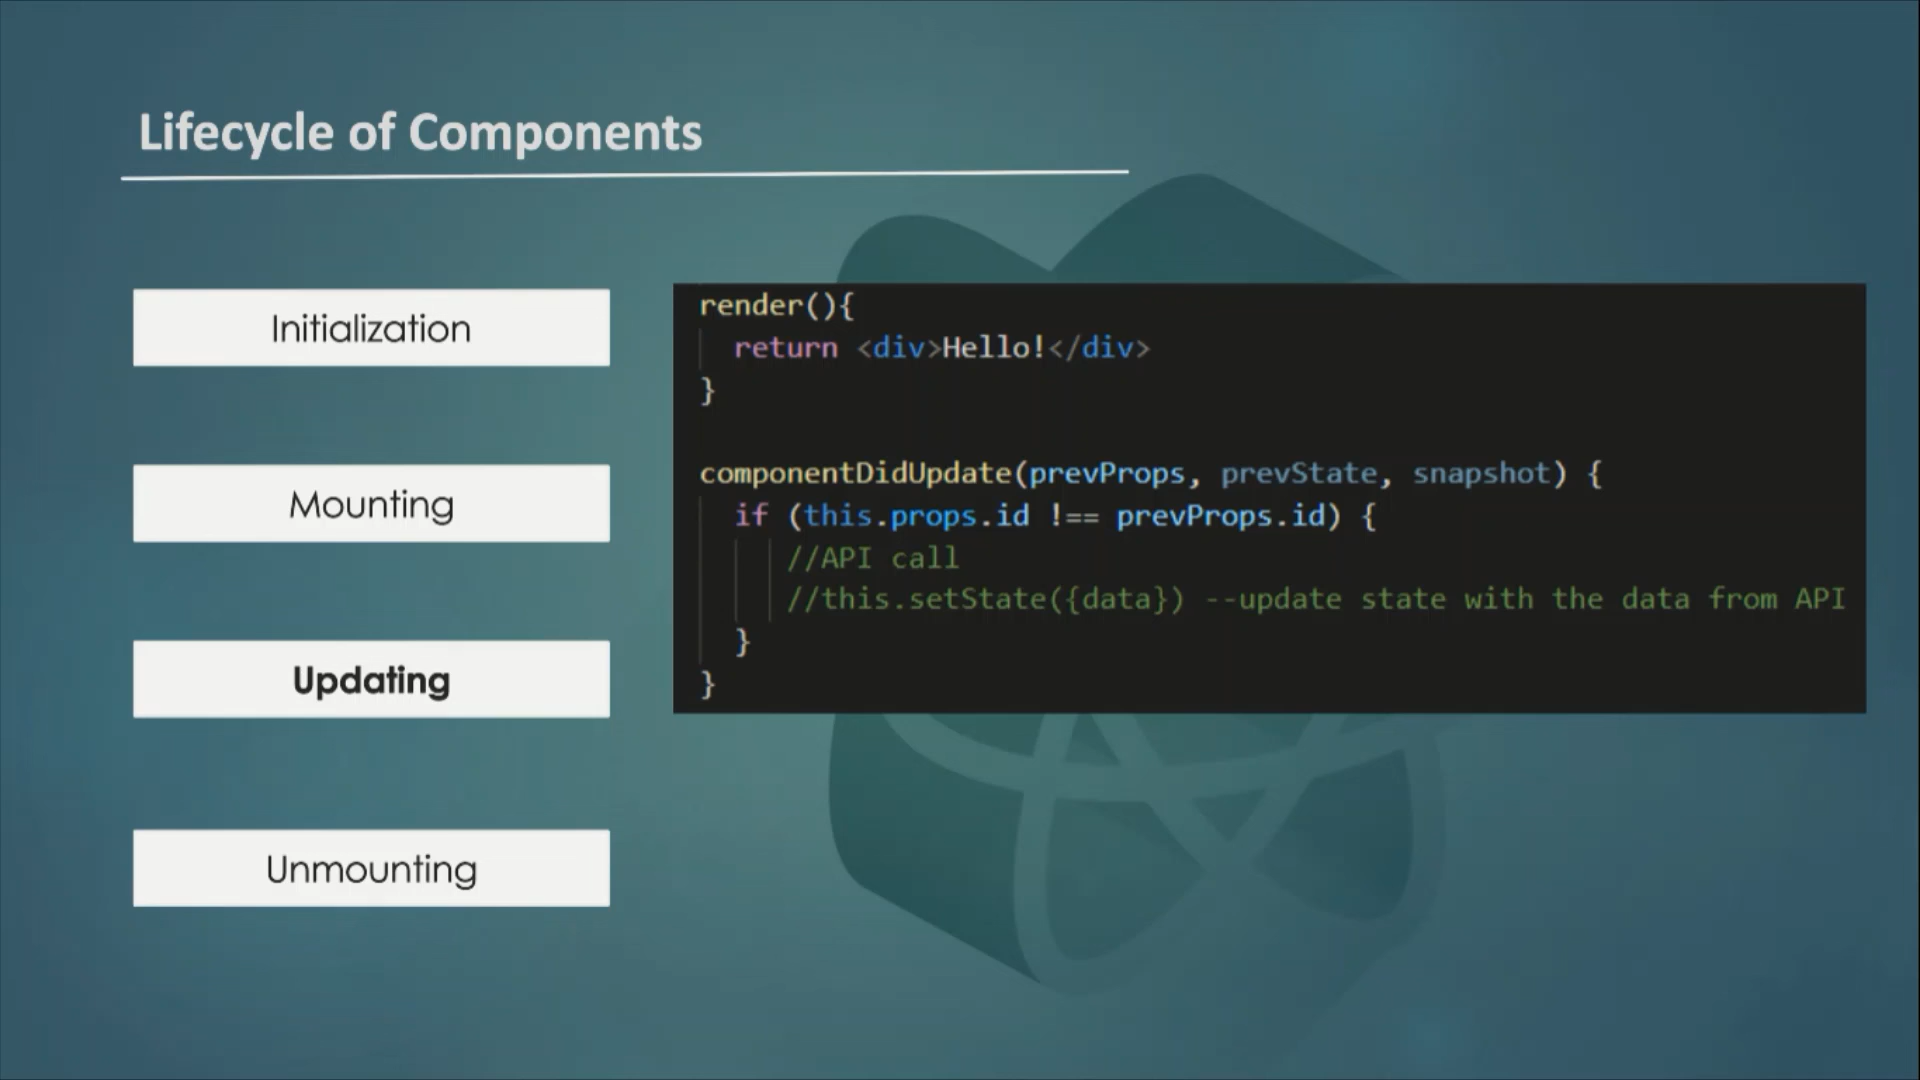 Lifecycle of Components
Initialization
Mounting
Updating
Unmounting
render(){
return <div>Hello!</div>
}
componentDidUpdate(prevProps, prevState, snapshot) {
if (this.props.id !== prevProps.id) {
//API call
//this.setState({data}) --update state with the data from API
}
}